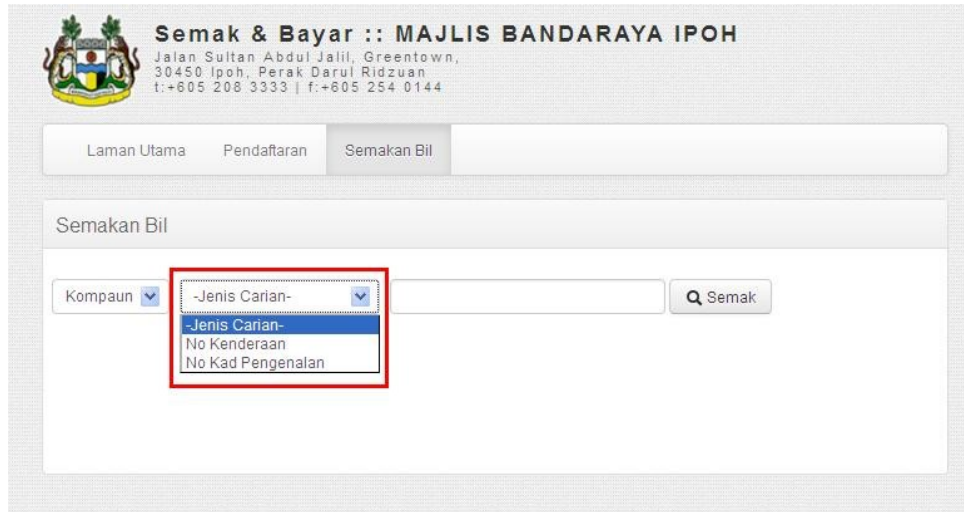 Semak & Bayar :: MAJLIS BANDARAYA IPOH
Jalan Sultan Abdul Jalil, Greentown,
30450 Ipoh, Perak Darul Ridzuan
t:+605 208 3333 | f:+605 254 0144
Laman Utama Pendaftaran Semakan Bil
Semakan Bil
Kompaun -Jenis Carian- Semak
-Jenis Carian-
No Kenderaan
No Kad Pengenalan